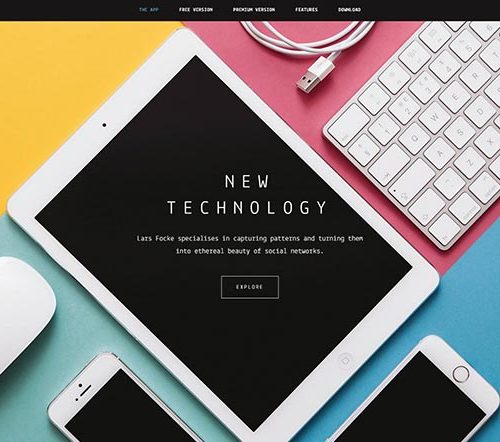 THE APP FREE VERSION PREMIUM VERSION FEATURES DOWNLOAD
NEW
TECHNOLOGY
Lars Focke specialises in capturing patterns and turning them
into ethereal beauty of social networks.
EXPLORE